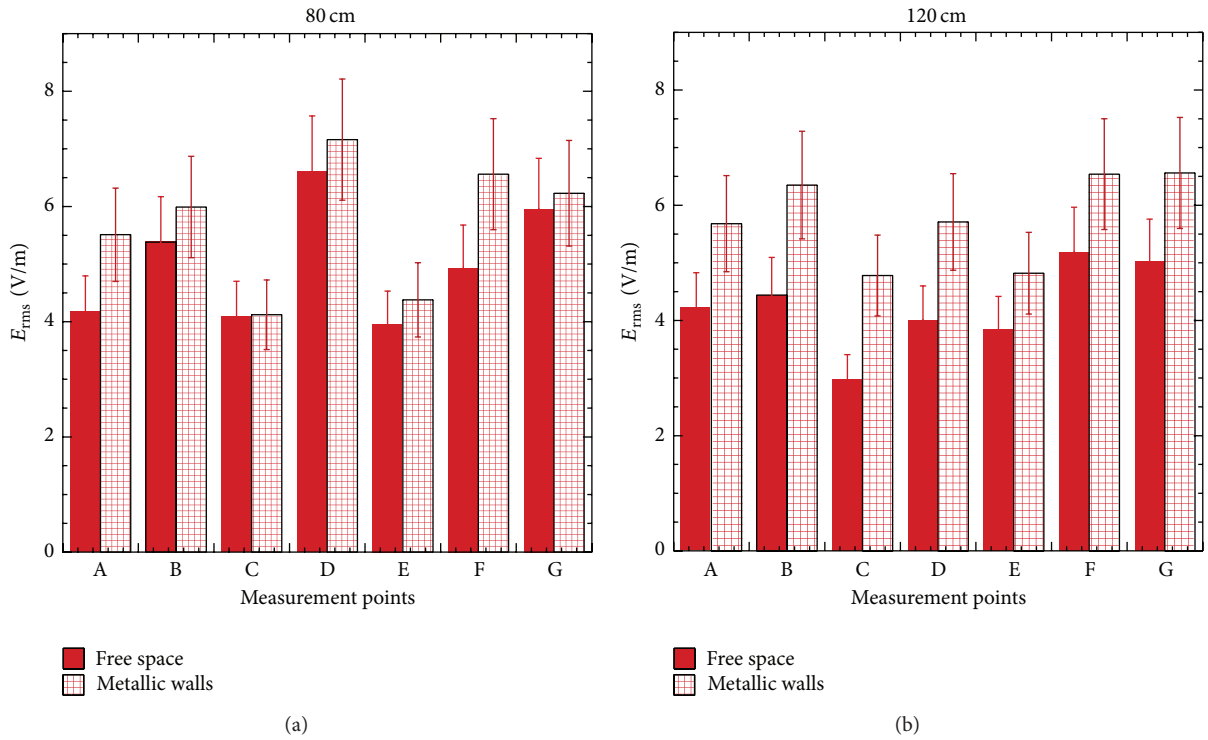 80 cm
8
6
4
2
0
E_rms (V/m)
A B C D E F G
Measurement points
Free space
Metallic walls
(a)
120 cm
8
6
4
2
0
E_rms (V/m)
A B C D E F G
Measurement points
Free space
Metallic walls
(b)